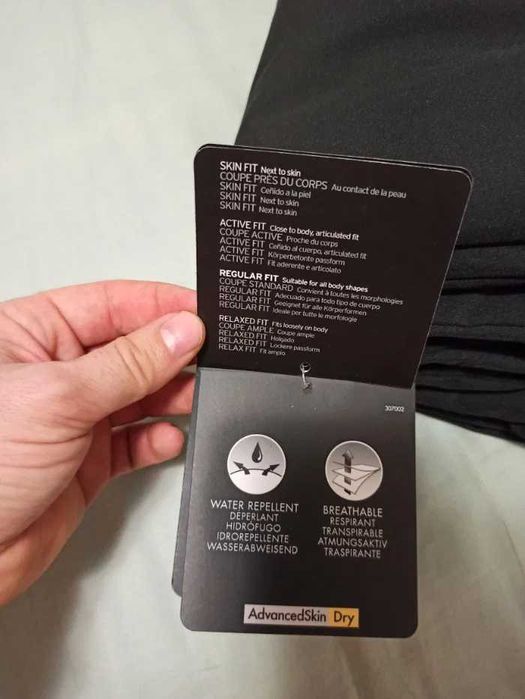 SKIN FIT Next to skin
COUPE PRÈS DU CORPS Au contact de la peau
SKIN FIT Ceñido a la piel
SKIN FIT Next to skin
SKIN FIT Next to skin
ACTIVE FIT Close to body, articulated fit
COUPE ACTIVE Proche du corps
ACTIVE FIT Ceñido al cuerpo, articulated fit
ACTIVE FIT Körperbetonte passform
ACTIVE FIT Fit aderente e articolato
REGULAR FIT Suitable for all body shapes
COUPE STANDARD Convient à toutes les morphologies
REGULAR FIT Adecuado para todo tipo de cuerpo
REGULAR FIT Geeignet für alle Körperformen
REGULAR FIT Ideale per tutte le morfologie
RELAXED FIT Fits loosely on body
COUPE AMPLE Coupe ample
RELAXED FIT Holgado
RELAXED FIT Lockere passform
RELAX FIT Fit ampio
307002
WATER REPELLENT
DEPERLANT
HIDRÓFUGO
IDROREPELLENTE
WASSERABWEISEND
BREATHABLE
RESPIRANT
TRANSPIRABLE
ATMUNGSAKTIV
TRASPIRANTE
AdvancedSkin Dry